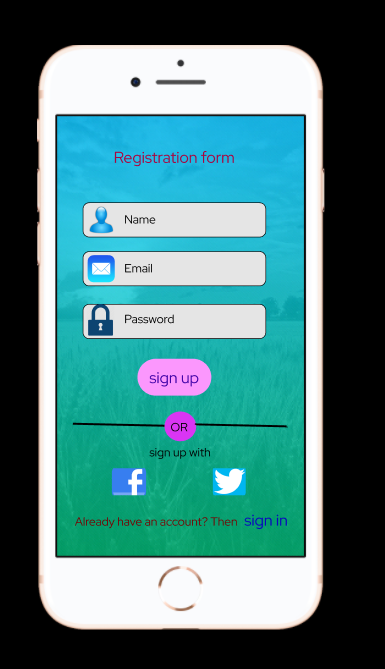 Registration form
Name
Email
Password
sign up
OR
sign up with
Already have an account? Then sign in